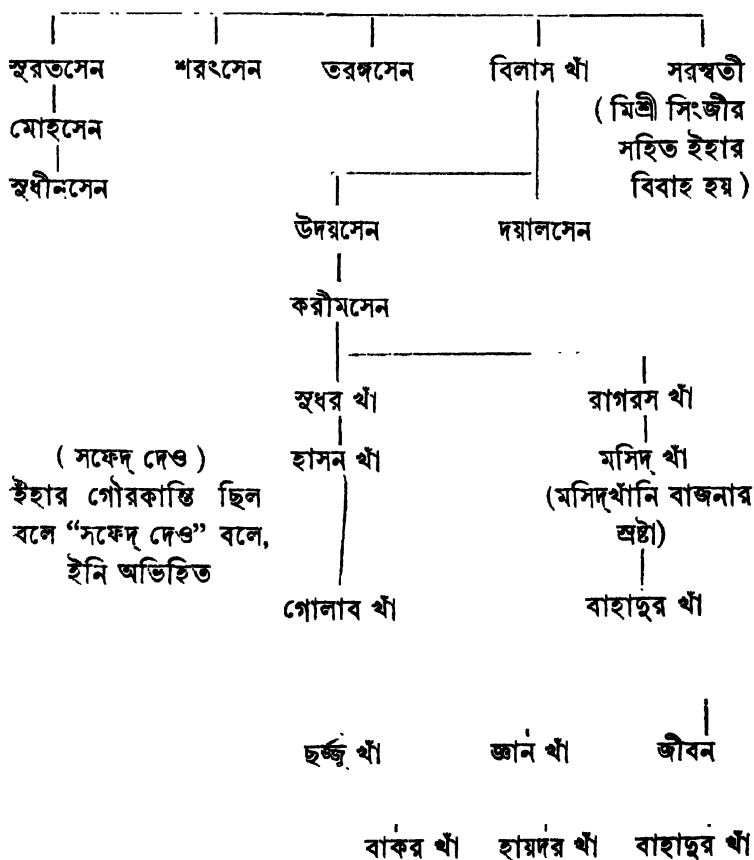 সুরতসেন শরৎসেন তরঙ্গসেন বিলাস খাঁ সরস্বতী
( মিশ্রী সিংজীর
মোহসেন সহিত ইহার
সুধীনসেন বিবাহ হয় )
উদয়সেন দয়ালসেন
করীমসেন
সুধর খাঁ রাগরস খাঁ
( সফেদ্ দেও ) হাসন খাঁ মসিদ্ খাঁ
ইঁহার গৌরকান্তি ছিল (মসিদ্‌খাঁনি বাজনার
বলে “সফেদ্ দেও” বলে, স্রষ্টা)
ইনি অভিহিত
গোলাব খাঁ বাহাদুর খাঁ
ছজ্জূ খাঁ জ্ঞান খাঁ জীবন
বাকর খাঁ হায়দর খাঁ বাহাদুর খাঁ